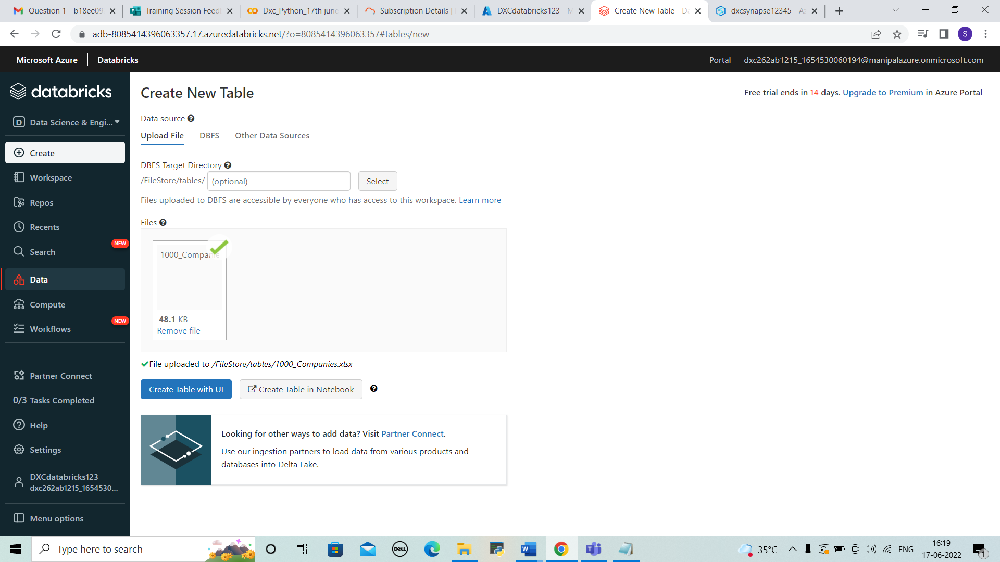 Question 1 - b18ee09
Training Session Feed
Dxc_Python_17th june
Subscription Details |
DXCdatabricks123 - M
Create New Table - Da
dxcsynapse12345 - Az
adb-8085414396063357.17.azuredatabricks.net/?o=8085414396063357#tables/new
S
Microsoft Azure
Databricks
Portal
dxc262ab1215_1654530060194@manipalazure.onmicrosoft.com
databricks
Create New Table
Free trial ends in 14 days. Upgrade to Premium in Azure Portal
D Data Science & Engi...
Data source
Upload File
DBFS
Other Data Sources
Create
DBFS Target Directory
Workspace
/FileStore/tables/
(optional)
Select
Files uploaded to DBFS are accessible by everyone who has access to this workspace. Learn more
Repos
Files
Recents
NEW
Search
1000_Companie
Data
Compute
48.1 KB
NEW
Workflows
Remove file
File uploaded to /FileStore/tables/1000_Companies.xlsx
Partner Connect
Create Table with UI
Create Table in Notebook
0/3 Tasks Completed
Help
Looking for other ways to add data? Visit Partner Connect.
Use our ingestion partners to load data from various products and
databases into Delta Lake.
Settings
DXCdatabricks123
dxc262ab1215_1654530...
Menu options
Type here to search
DELL
W
35°C
ENG
16:19
17-06-2022
1